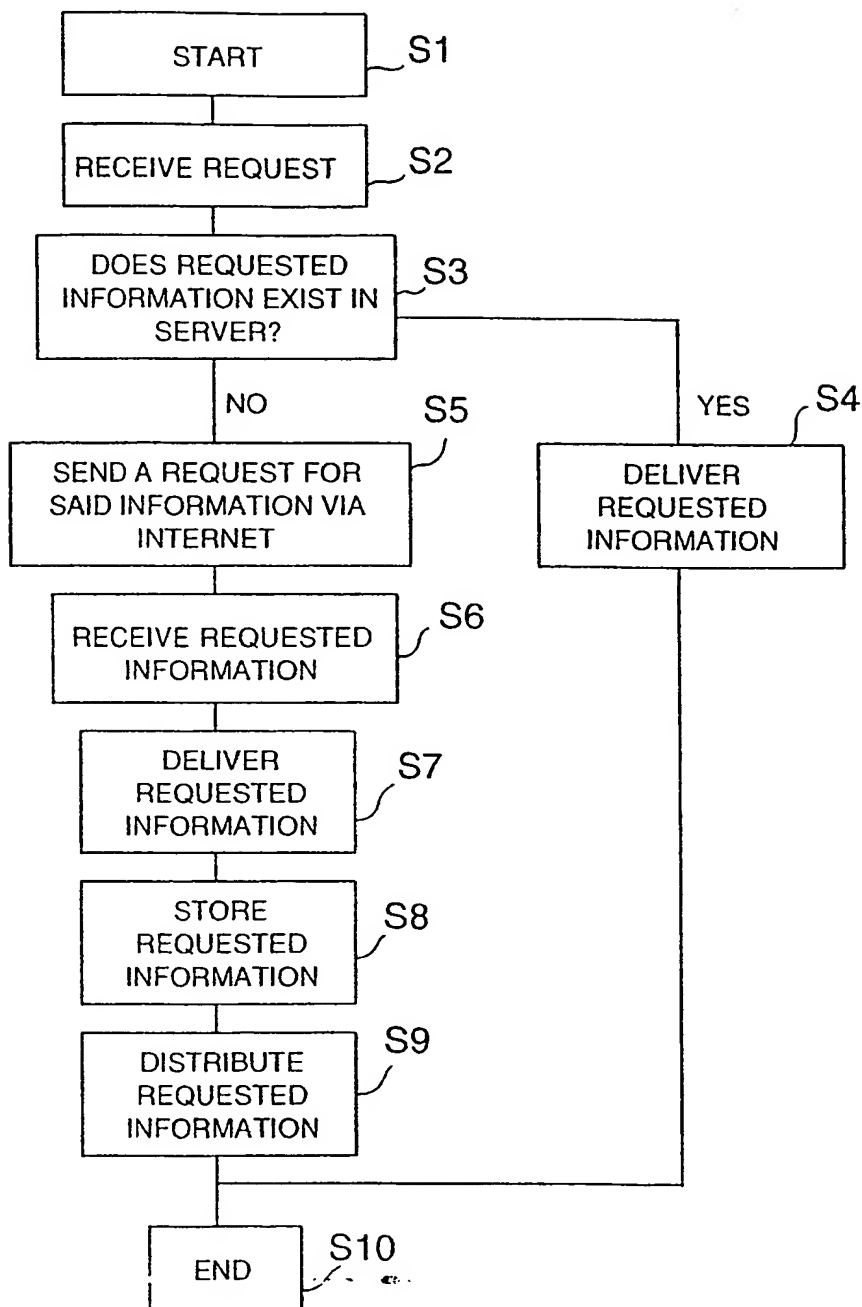 START
S1
RECEIVE REQUEST
S2
DOES REQUESTED
INFORMATION EXIST IN
SERVER?
S3
NO
YES
S4
DELIVER
REQUESTED
INFORMATION
S5
SEND A REQUEST FOR
SAID INFORMATION VIA
INTERNET
S6
RECEIVE REQUESTED
INFORMATION
S7
DELIVER
REQUESTED
INFORMATION
S8
STORE
REQUESTED
INFORMATION
S9
DISTRIBUTE
REQUESTED
INFORMATION
END
S10